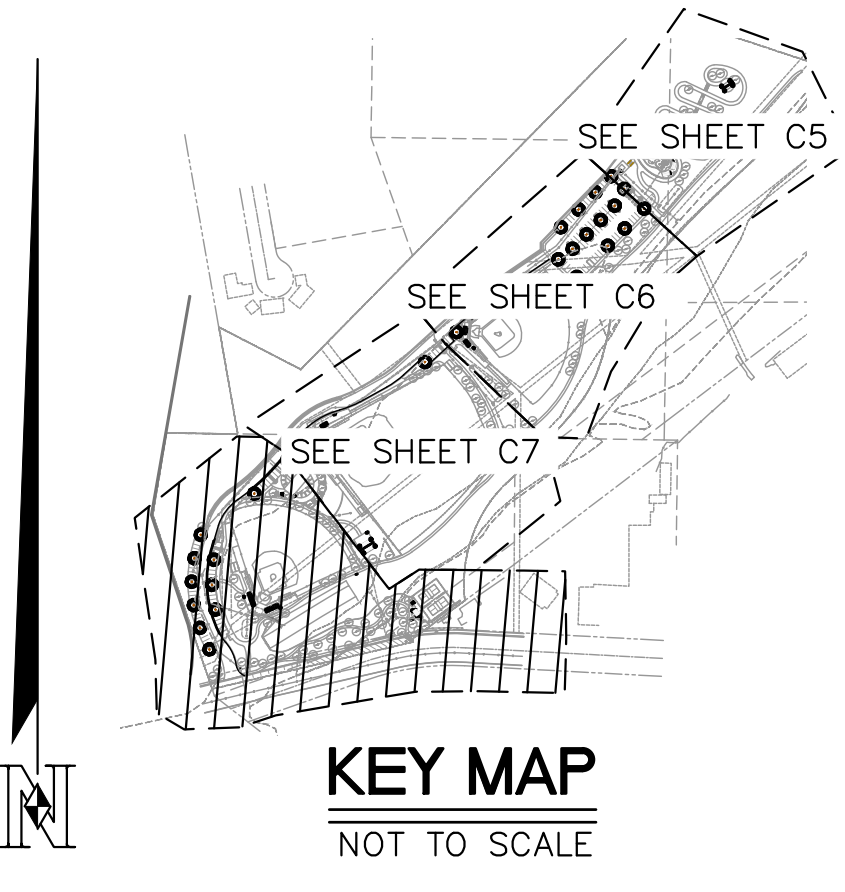 SEE SHEET C5
SEE SHEET C6
SEE SHEET C7
N
KEY MAP
NOT TO SCALE